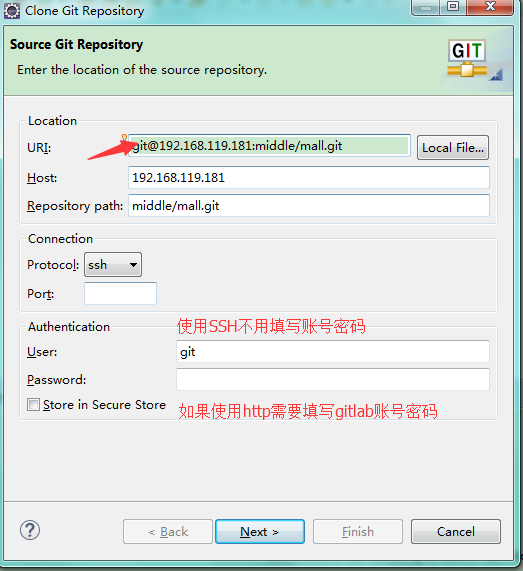 Clone Git Repository
Source Git Repository
Enter the location of the source repository.
GIT
Location
URI:
git@192.168.119.181:middle/mall.git
Local File...
Host:
192.168.119.181
Repository path:
middle/mall.git
Connection
Protocol:
ssh
Port:
Authentication
使用SSH不用填写账号密码
User:
git
Password:
Store in Secure Store
如果使用http需要填写gitlab账号密码
?
< Back
Next >
Finish
Cancel